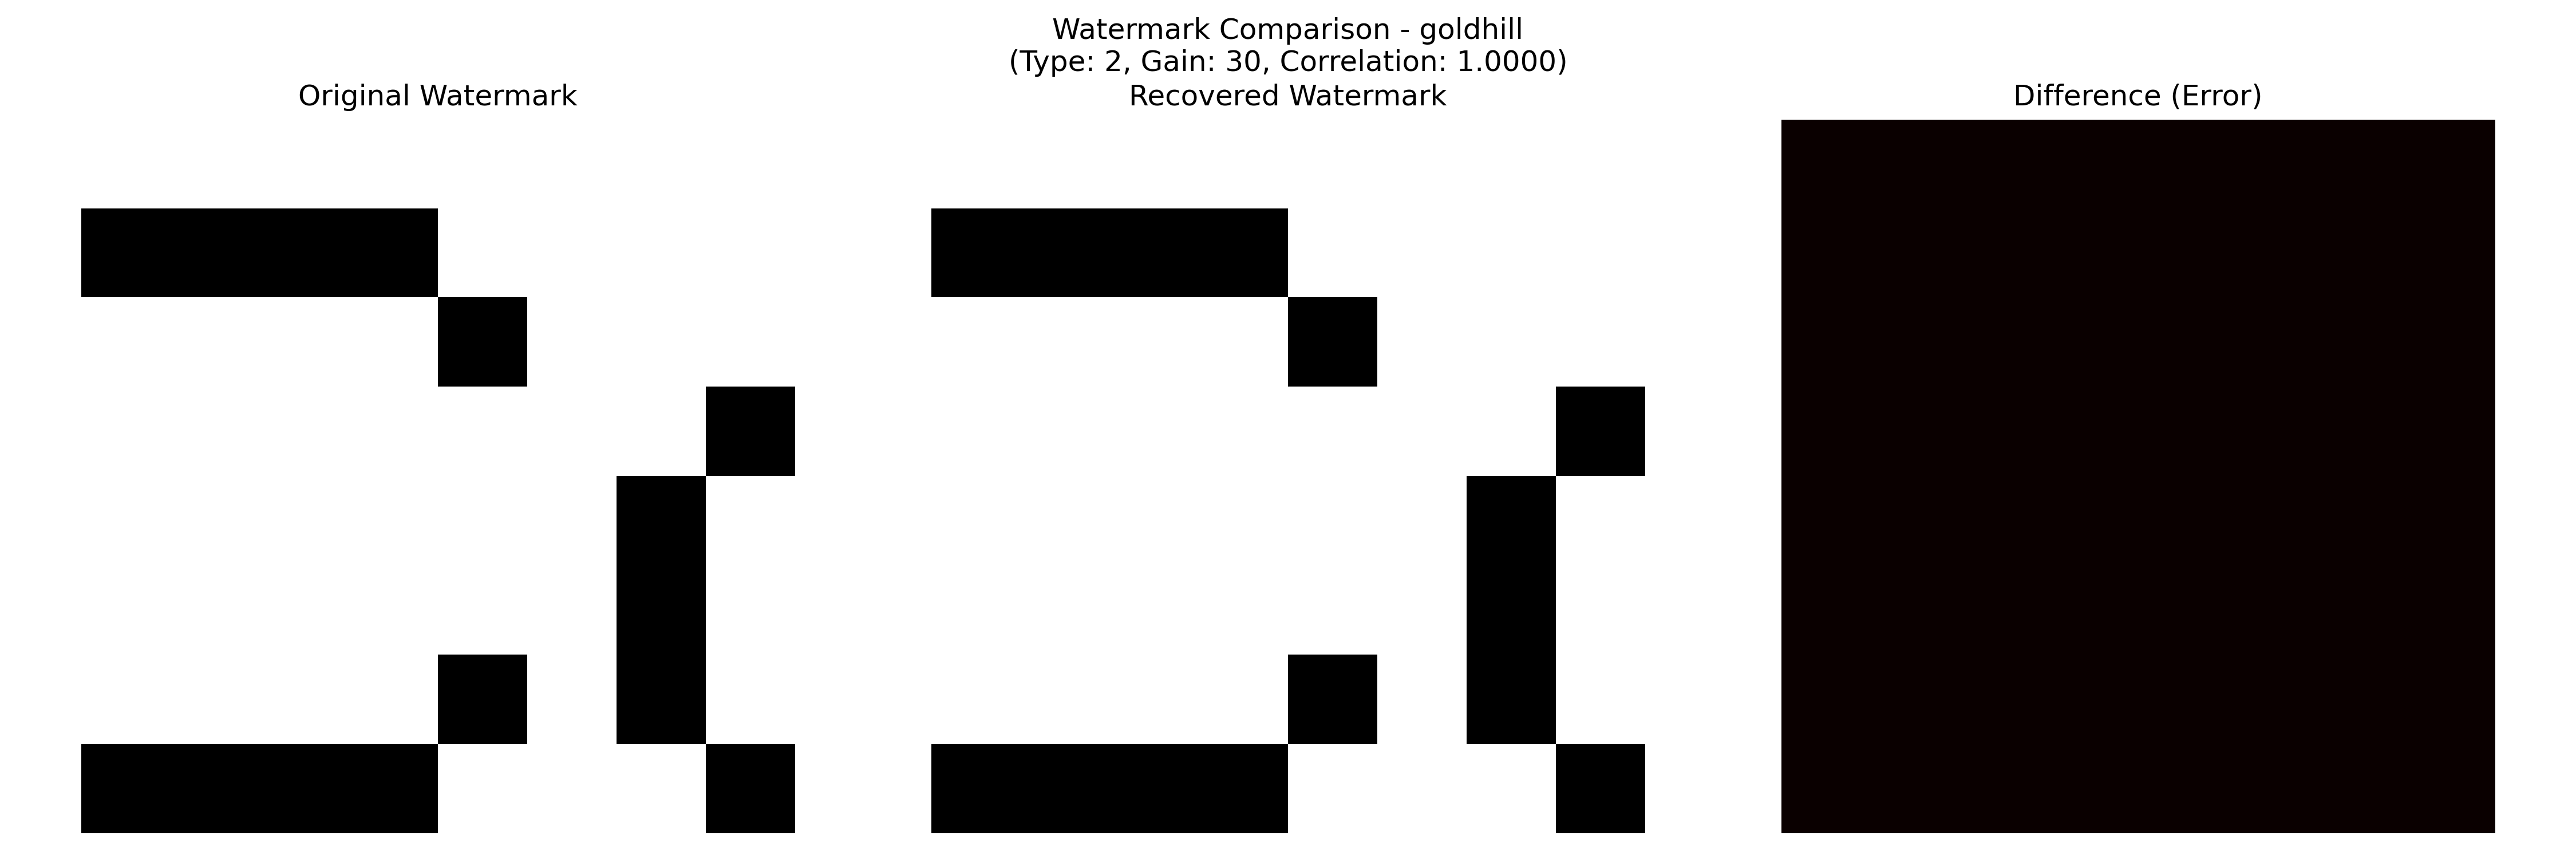 Watermark Comparison - goldhill
(Type: 2, Gain: 30, Correlation: 1.0000)
Original Watermark
Recovered Watermark
Difference (Error)